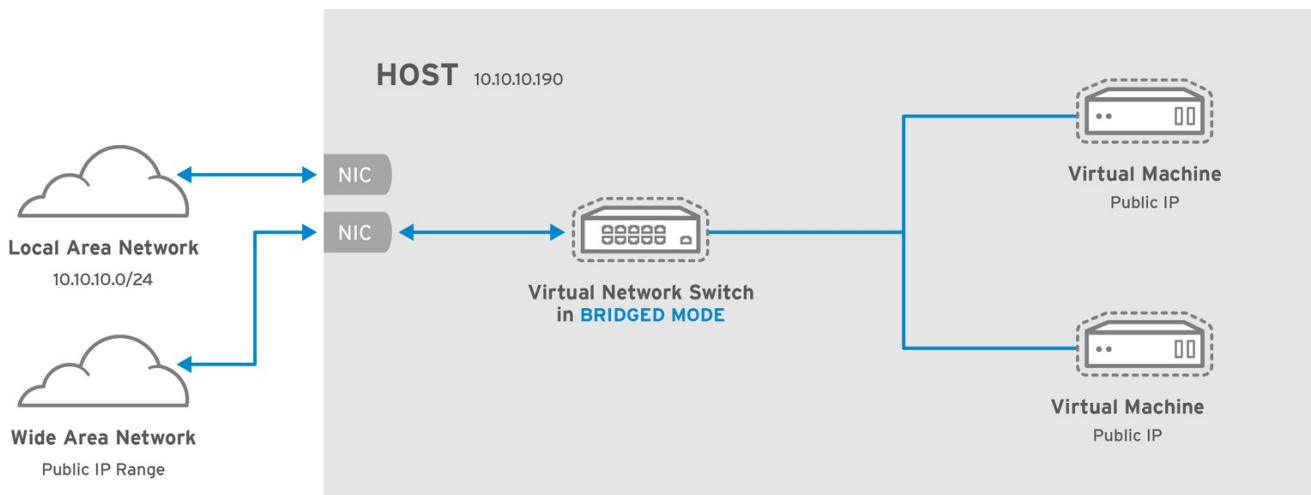 HOST 10.10.10.190
NIC
NIC
Local Area Network
10.10.10.0/24
Wide Area Network
Public IP Range
Virtual Network Switch
in BRIDGED MODE
Virtual Machine
Public IP
Virtual Machine
Public IP